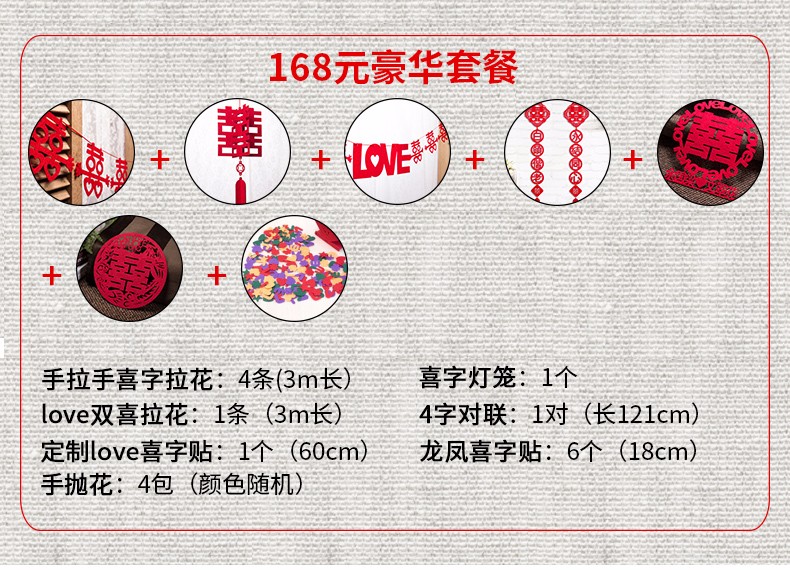 168元豪华套餐
LOVE
手拉手喜字拉花：4条(3m长）
喜字灯笼：1个
love双喜拉花：1条（3m长）
4字对联：1对（长121cm）
定制love喜字贴：1个（60cm）
龙凤喜字贴：6个（18cm）
手抛花：4包（颜色随机）